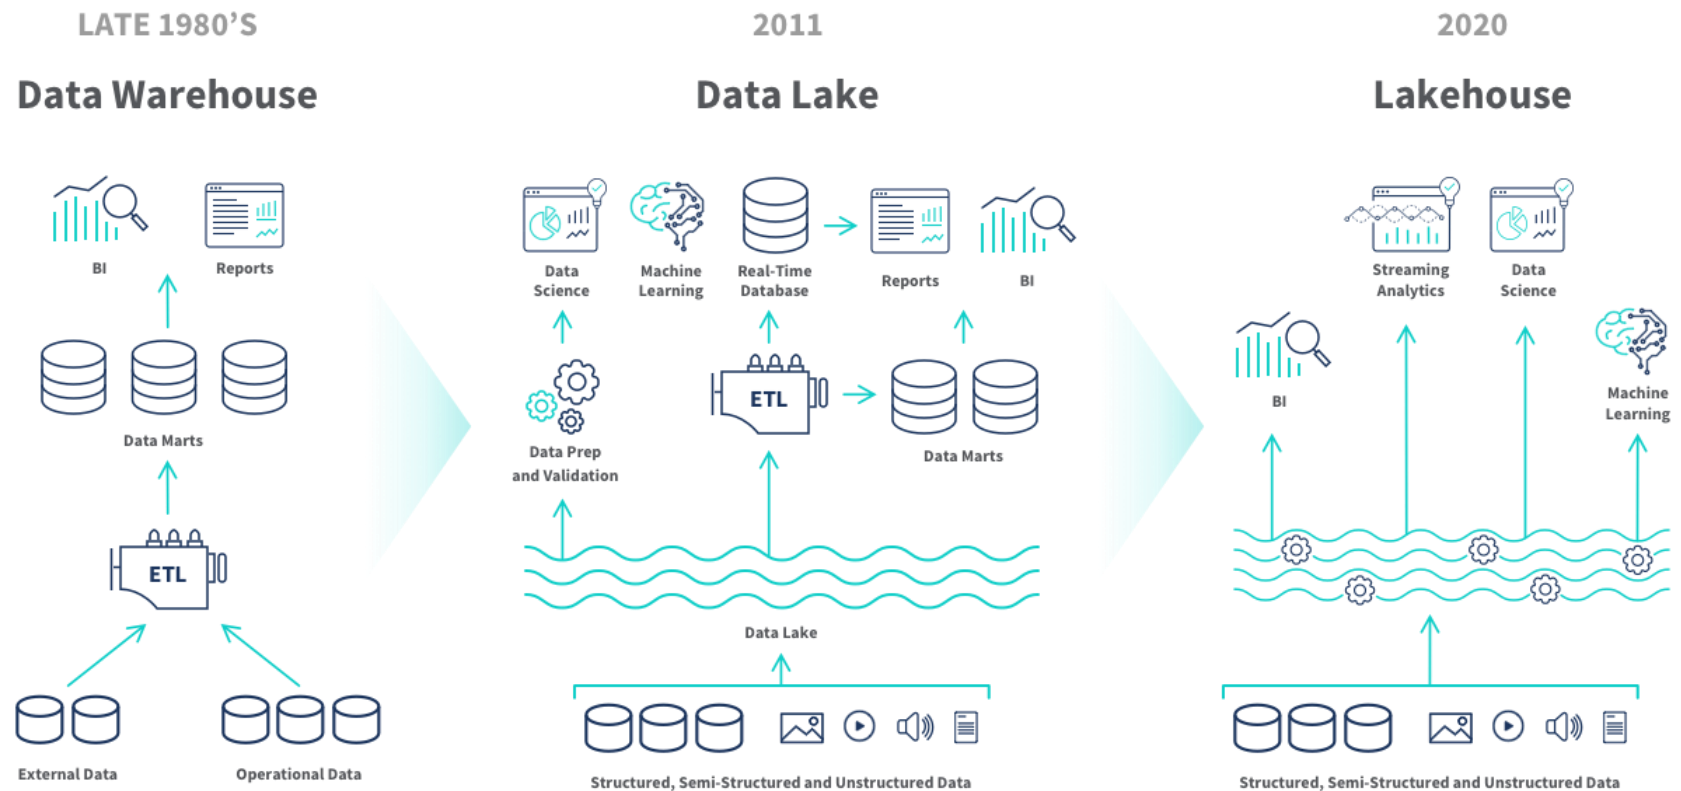 LATE 1980’S
Data Warehouse
BI
Reports
Data Marts
ETL
External Data
Operational Data
2011
Data Lake
Data
Science
Machine
Learning
Real-Time
Database
Reports
BI
ETL
Data Prep
and Validation
Data Marts
Data Lake
Structured, Semi-Structured and Unstructured Data
2020
Lakehouse
Streaming
Analytics
Data
Science
BI
Machine
Learning
Structured, Semi-Structured and Unstructured Data